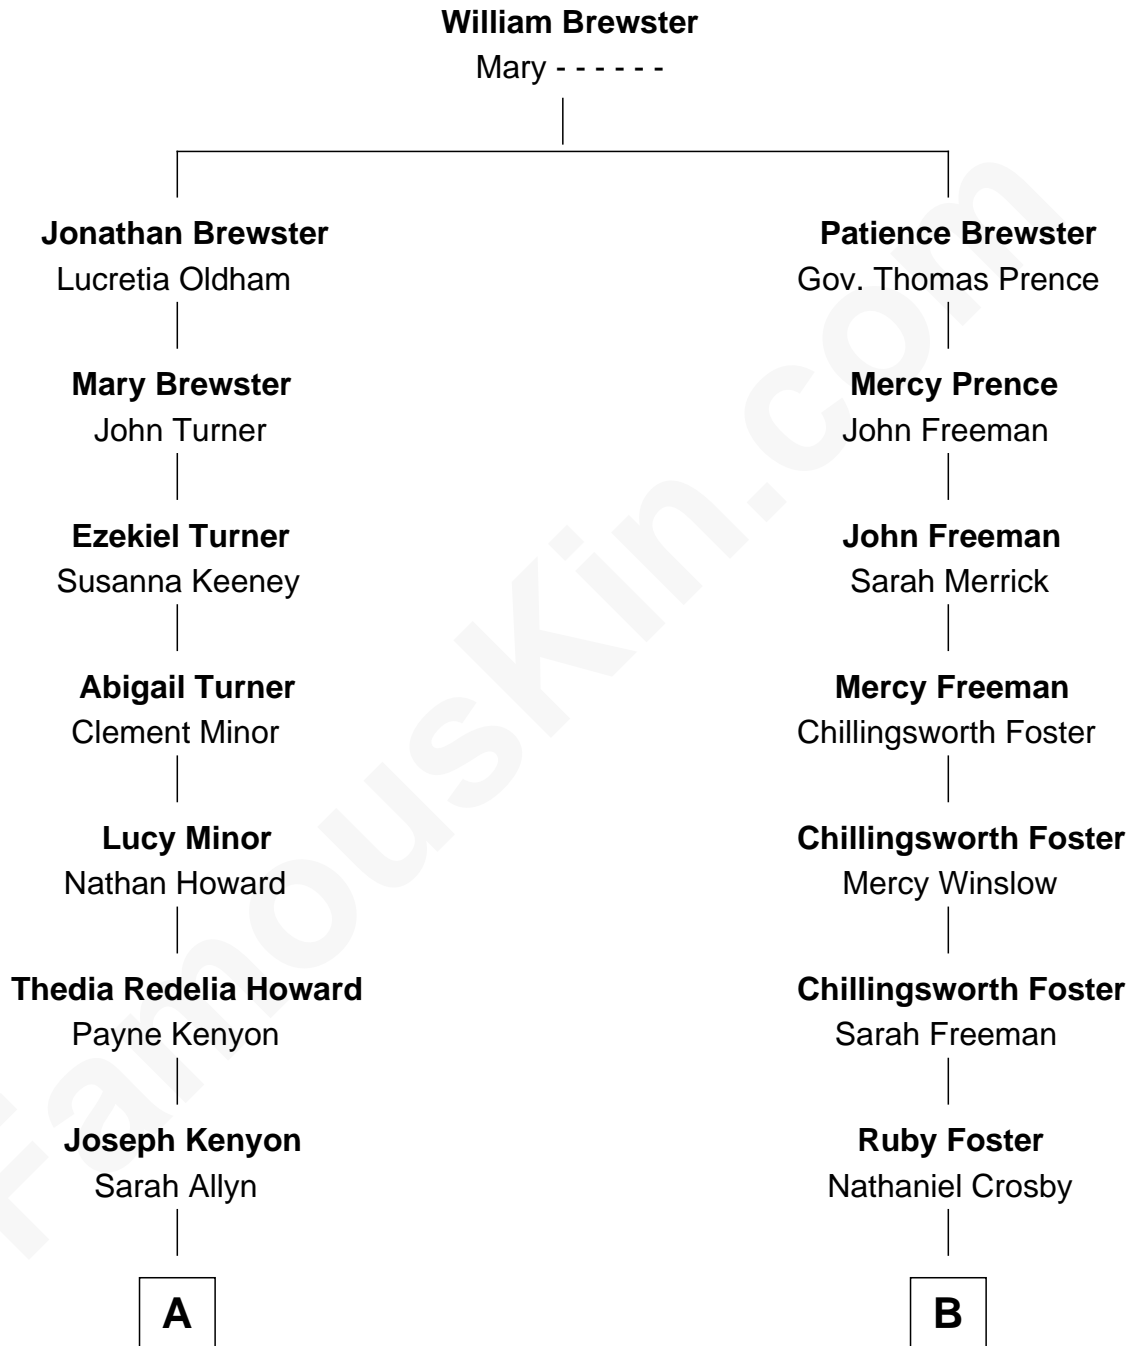 William Brewster
Mary - - - - - -
Jonathan Brewster
Lucretia Oldham
Patience Brewster
Gov. Thomas Prence
Mary Brewster
John Turner
Mercy Prence
John Freeman
Ezekiel Turner
Susanna Keeney
John Freeman
Sarah Merrick
Abigail Turner
Clement Minor
Mercy Freeman
Chillingsworth Foster
Lucy Minor
Nathan Howard
Chillingsworth Foster
Mercy Winslow
Thedia Redelia Howard
Payne Kenyon
Chillingsworth Foster
Sarah Freeman
Joseph Kenyon
Sarah Allyn
Ruby Foster
Nathaniel Crosby
A
B
FamousKin.com